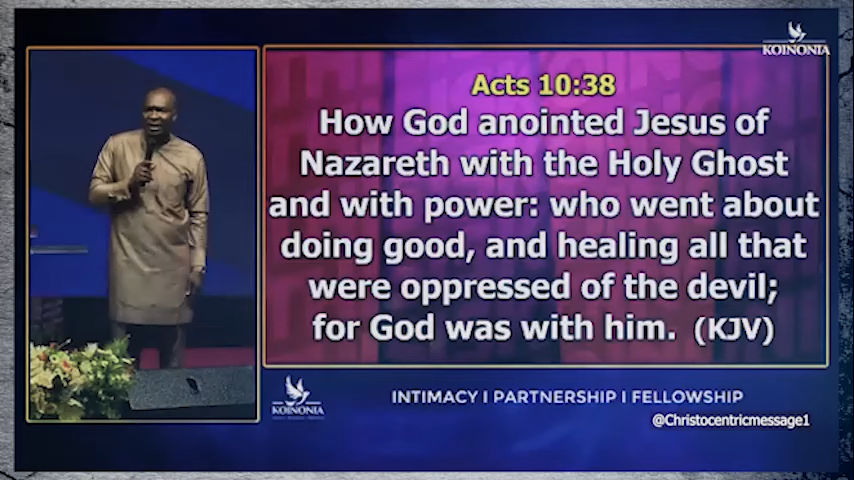 KOINONIA
Acts 10:38
How God anointed Jesus of
Nazareth with the Holy Ghost
and with power: who went about
doing good, and healing all that
were oppressed of the devil;
for God was with him. (KJV)
KOINONIA
INTIMACY I PARTNERSHIP I FELLOWSHIP
@Christocentricmessage1